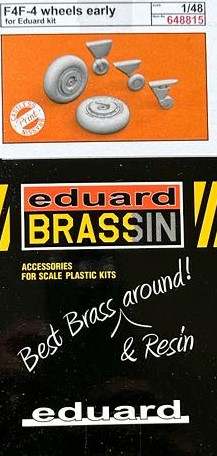 F4F-4 wheels early
for Eduard kit
1/48
648815
Print
eduard
BRASSIN
ACCESSORIES
FOR SCALE PLASTIC KITS
Best Brass around!
& Resin
eduard